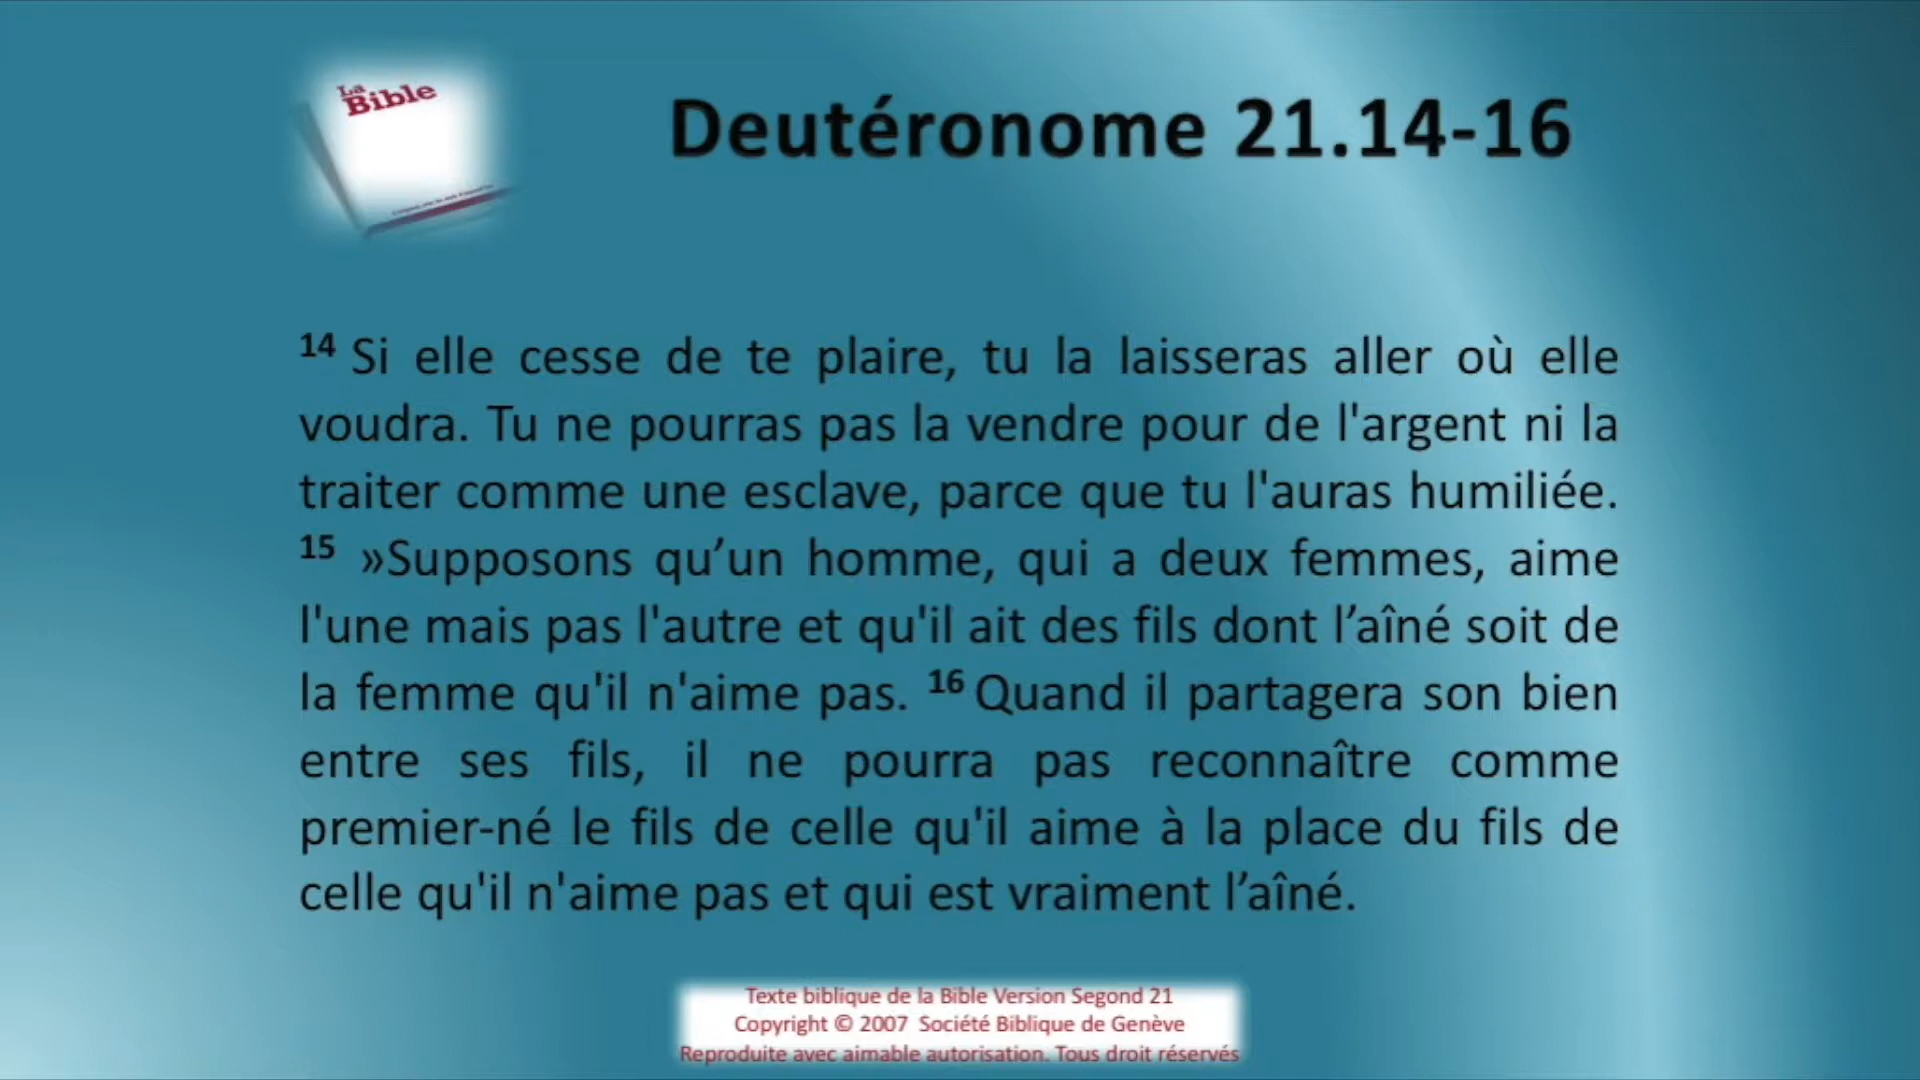 La
Bible
Deutéronome 21.14-16
14 Si elle cesse de te plaire, tu la laisseras aller où elle
voudra. Tu ne pourras pas la vendre pour de l'argent ni la
traiter comme une esclave, parce que tu l'auras humiliée.
15 »Supposons qu’un homme, qui a deux femmes, aime
l'une mais pas l'autre et qu'il ait des fils dont l’aîné soit de
la femme qu'il n'aime pas. 16 Quand il partagera son bien
entre ses fils, il ne pourra pas reconnaître comme
premier-né le fils de celle qu'il aime à la place du fils de
celle qu'il n'aime pas et qui est vraiment l’aîné.
Texte biblique de la Bible Version Segond 21
Copyright © 2007 Société Biblique de Genève
Reproduite avec aimable autorisation. Tous droit réservés